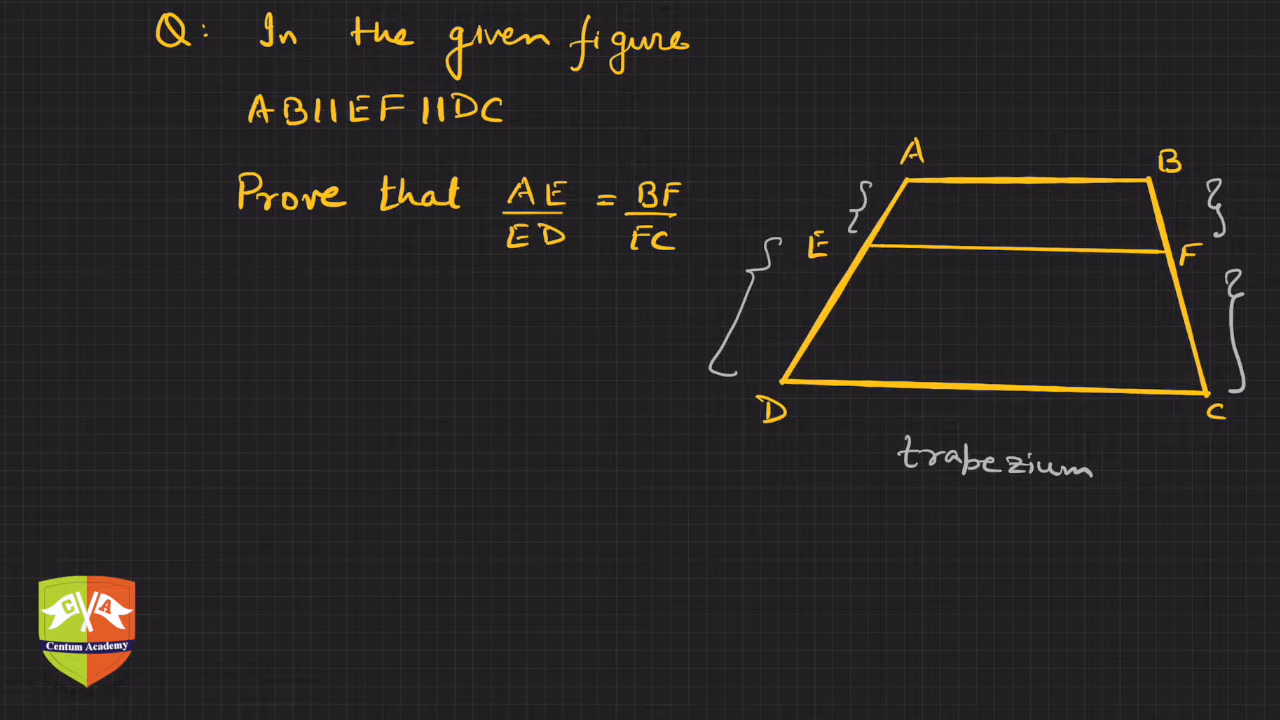 Q: In the given figure
AB||EF||DC
Prove that AE/ED = BF/FC
A
B
E
F
D
C
trapezium
C A
Centum Academy